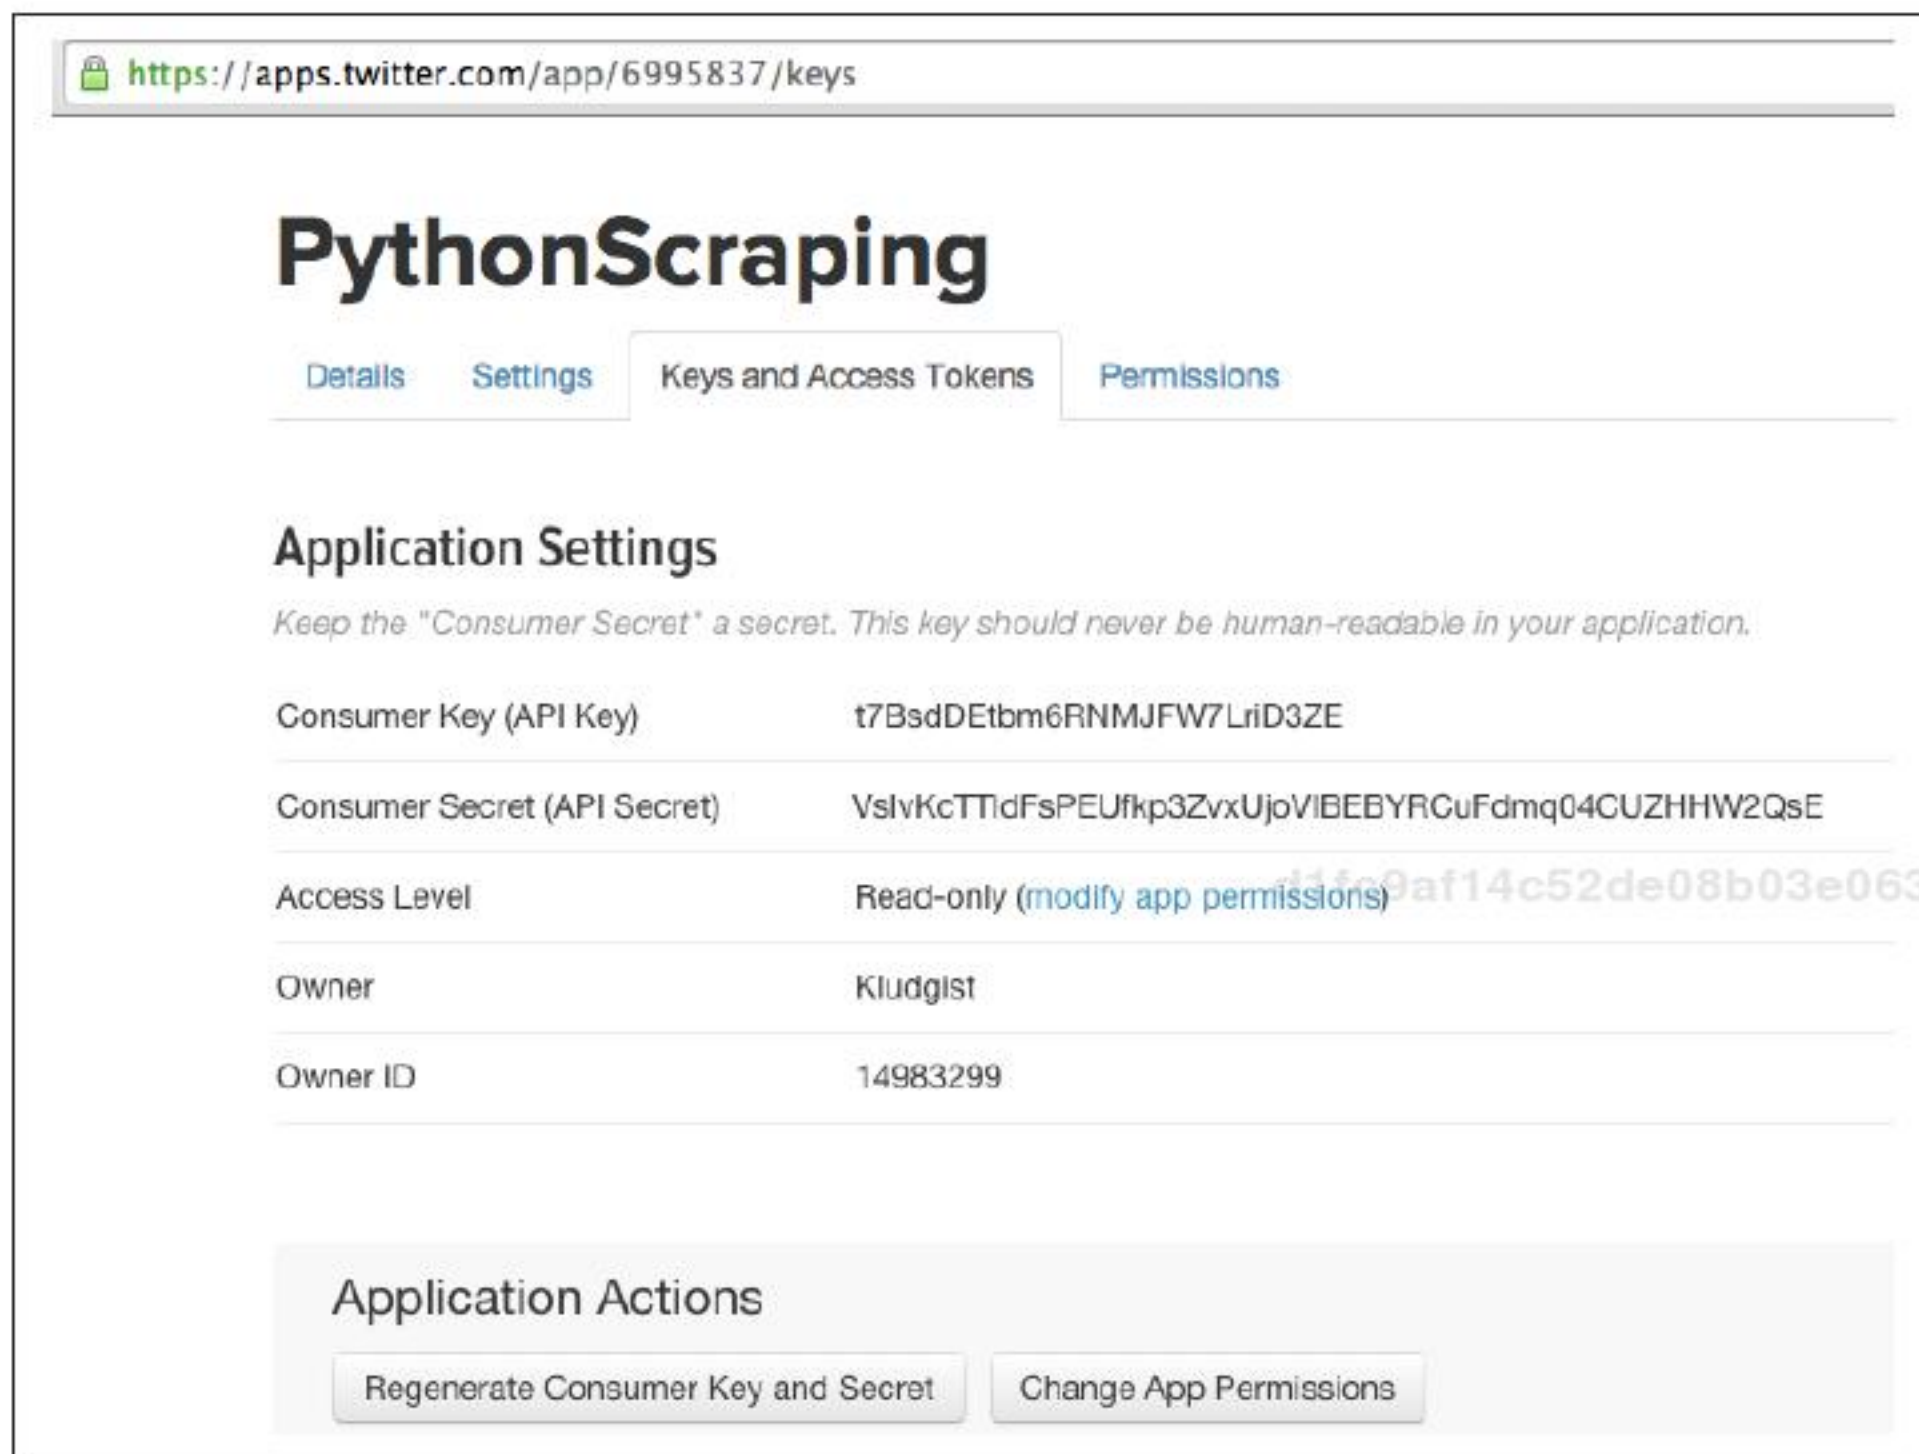 https://apps.twitter.com/app/6995837/keys
PythonScraping
Details Settings Keys and Access Tokens Permissions
Application Settings
Keep the "Consumer Secret" a secret. This key should never be human-readable in your application.
Consumer Key (API Key) t7BsdDEtbm6RNMJFW7LriD3ZE
Consumer Secret (API Secret)
Access Level Read-only (modify app permissions)
Owner Kludgist
Owner ID 14983299
Application Actions
Regenerate Consumer Key and Secret Change App Permissions